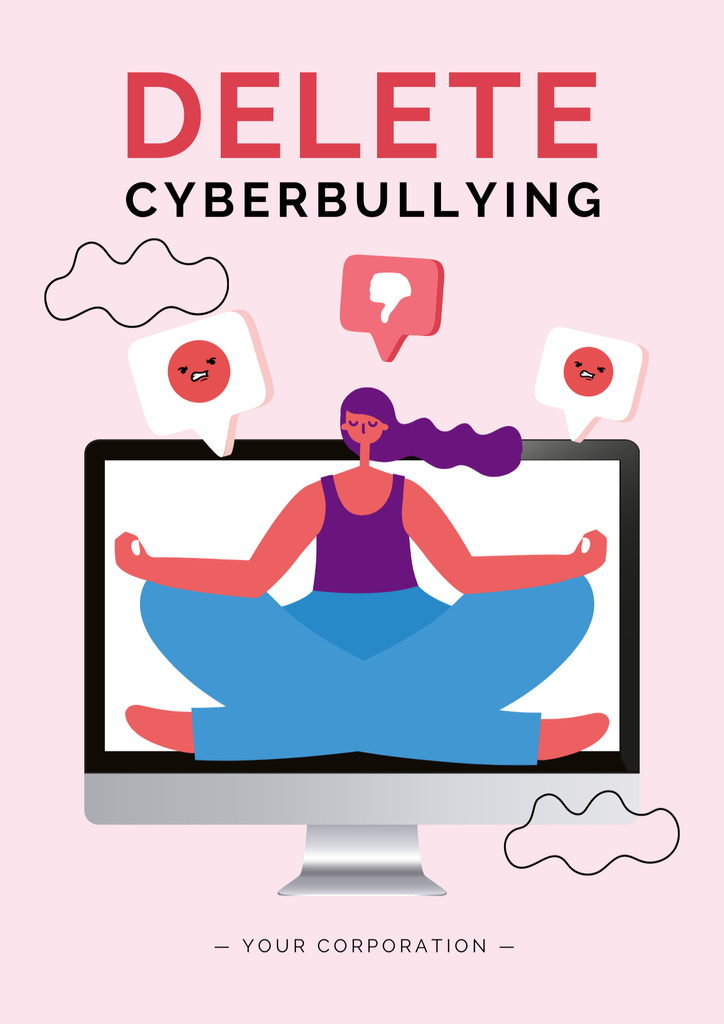 DELETE
CYBERBULLYING
— YOUR CORPORATION —